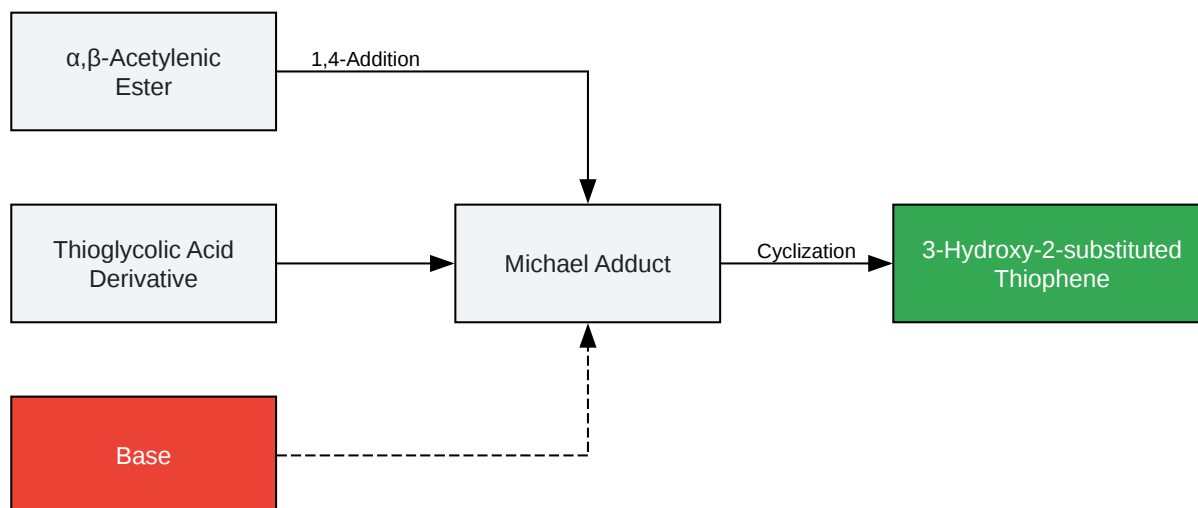 α,β-Acetylenic
Ester
1,4-Addition
Thioglycolic Acid
Derivative
Michael Adduct
Cyclization
3-Hydroxy-2-substituted
Thiophene
Base